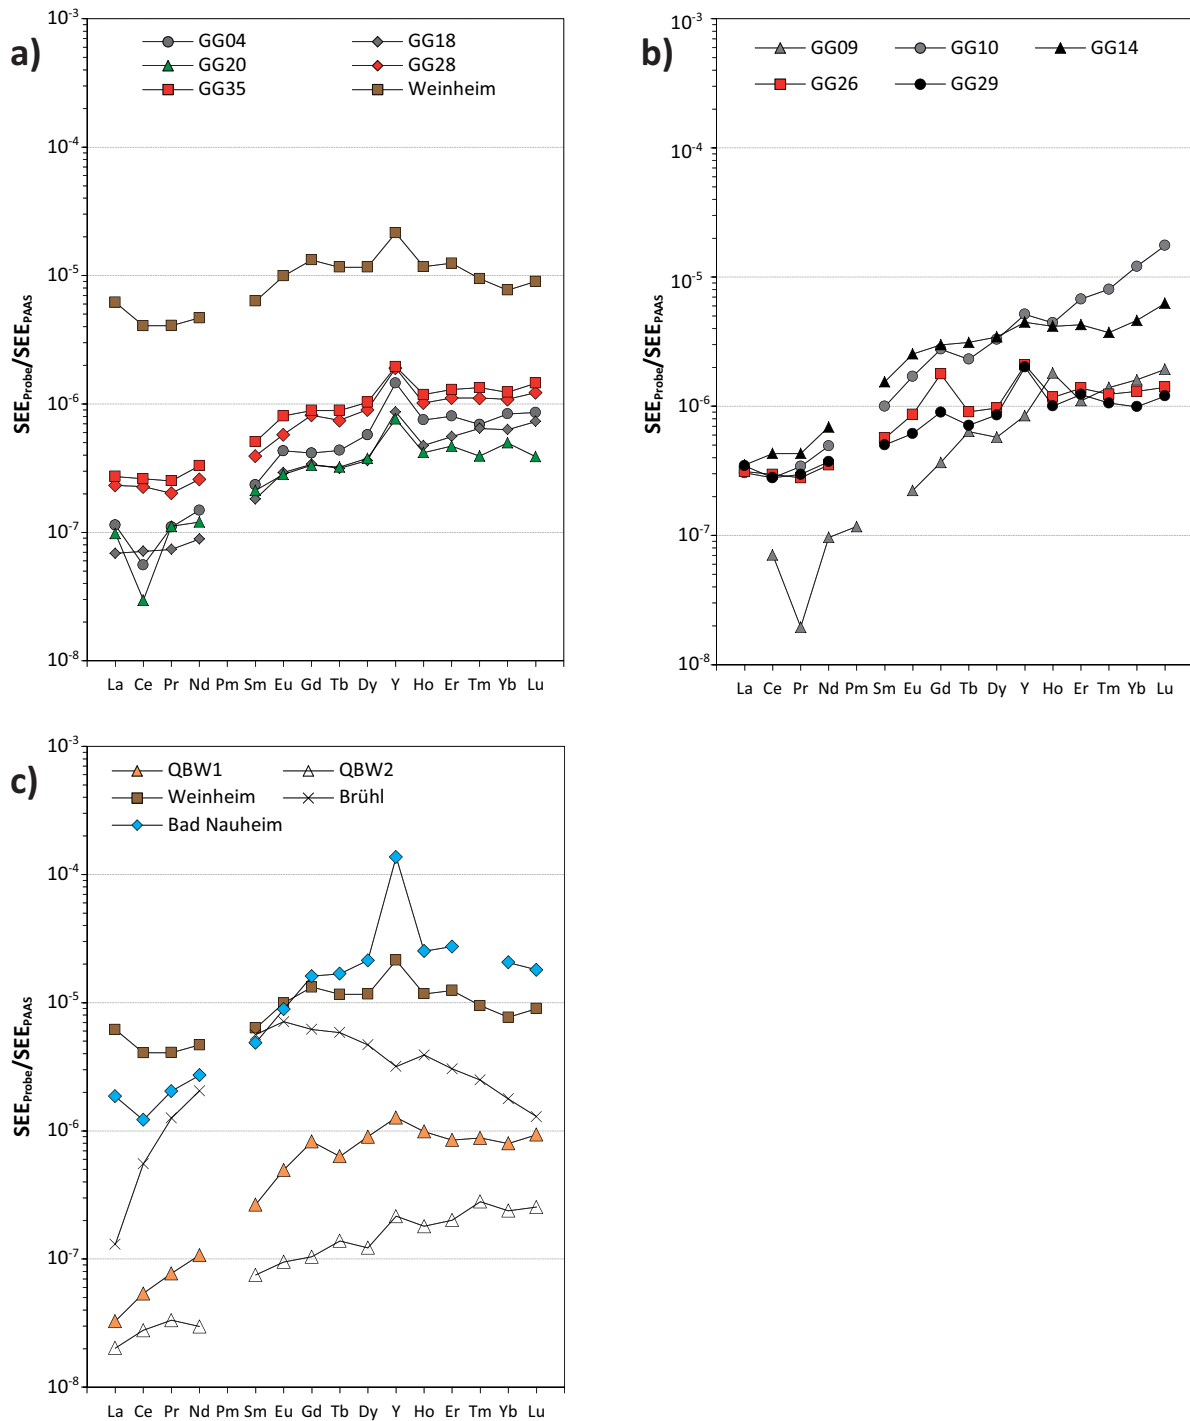 a)
GG04 GG18
GG20 GG28
GG35 Weinheim
10⁻³
10⁻⁴
10⁻⁵
10⁻⁶
10⁻⁷
10⁻⁸
SEE_Probe/SEE_PAAS
La Ce Pr Nd Pm Sm Eu Gd Tb Dy Y Ho Er Tm Yb Lu
b)
GG09 GG10 GG14
GG26 GG29
10⁻³
10⁻⁴
10⁻⁵
10⁻⁶
10⁻⁷
10⁻⁸
SEE_Probe/SEE_PAAS
La Ce Pr Nd Pm Sm Eu Gd Tb Dy Y Ho Er Tm Yb Lu
c)
QBW1 QBW2
Weinheim Brühl
Bad Nauheim
10⁻³
10⁻⁴
10⁻⁵
10⁻⁶
10⁻⁷
10⁻⁸
SEE_Probe/SEE_PAAS
La Ce Pr Nd Pm Sm Eu Gd Tb Dy Y Ho Er Tm Yb Lu